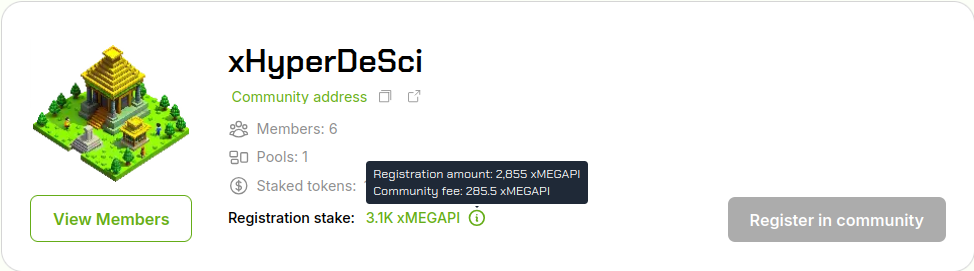 xHyperDeSci
Community address
Members: 6
Pools: 1
Registration amount: 2,855 xMEGAPI
Community fee: 285.5 xMEGAPI
Staked tokens:
View Members
Registration stake: 3.1K xMEGAPI
Register in community